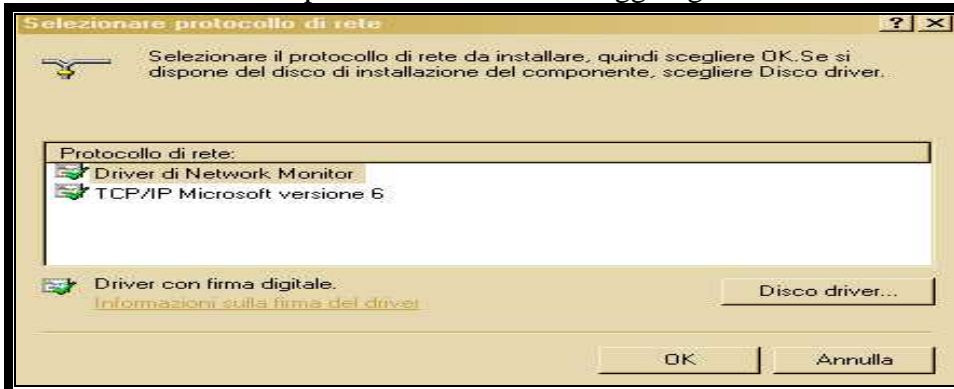 Selezionare protocollo di rete
Selezionare il protocollo di rete da installare, quindi scegliere OK.Se si
dispone del disco di installazione del componente, scegliere Disco driver.
Protocollo di rete:
Driver di Network Monitor
TCP/IP Microsoft versione 6
Driver con firma digitale.
Informazioni sulla firma del driver
Disco driver...
OK
Annulla